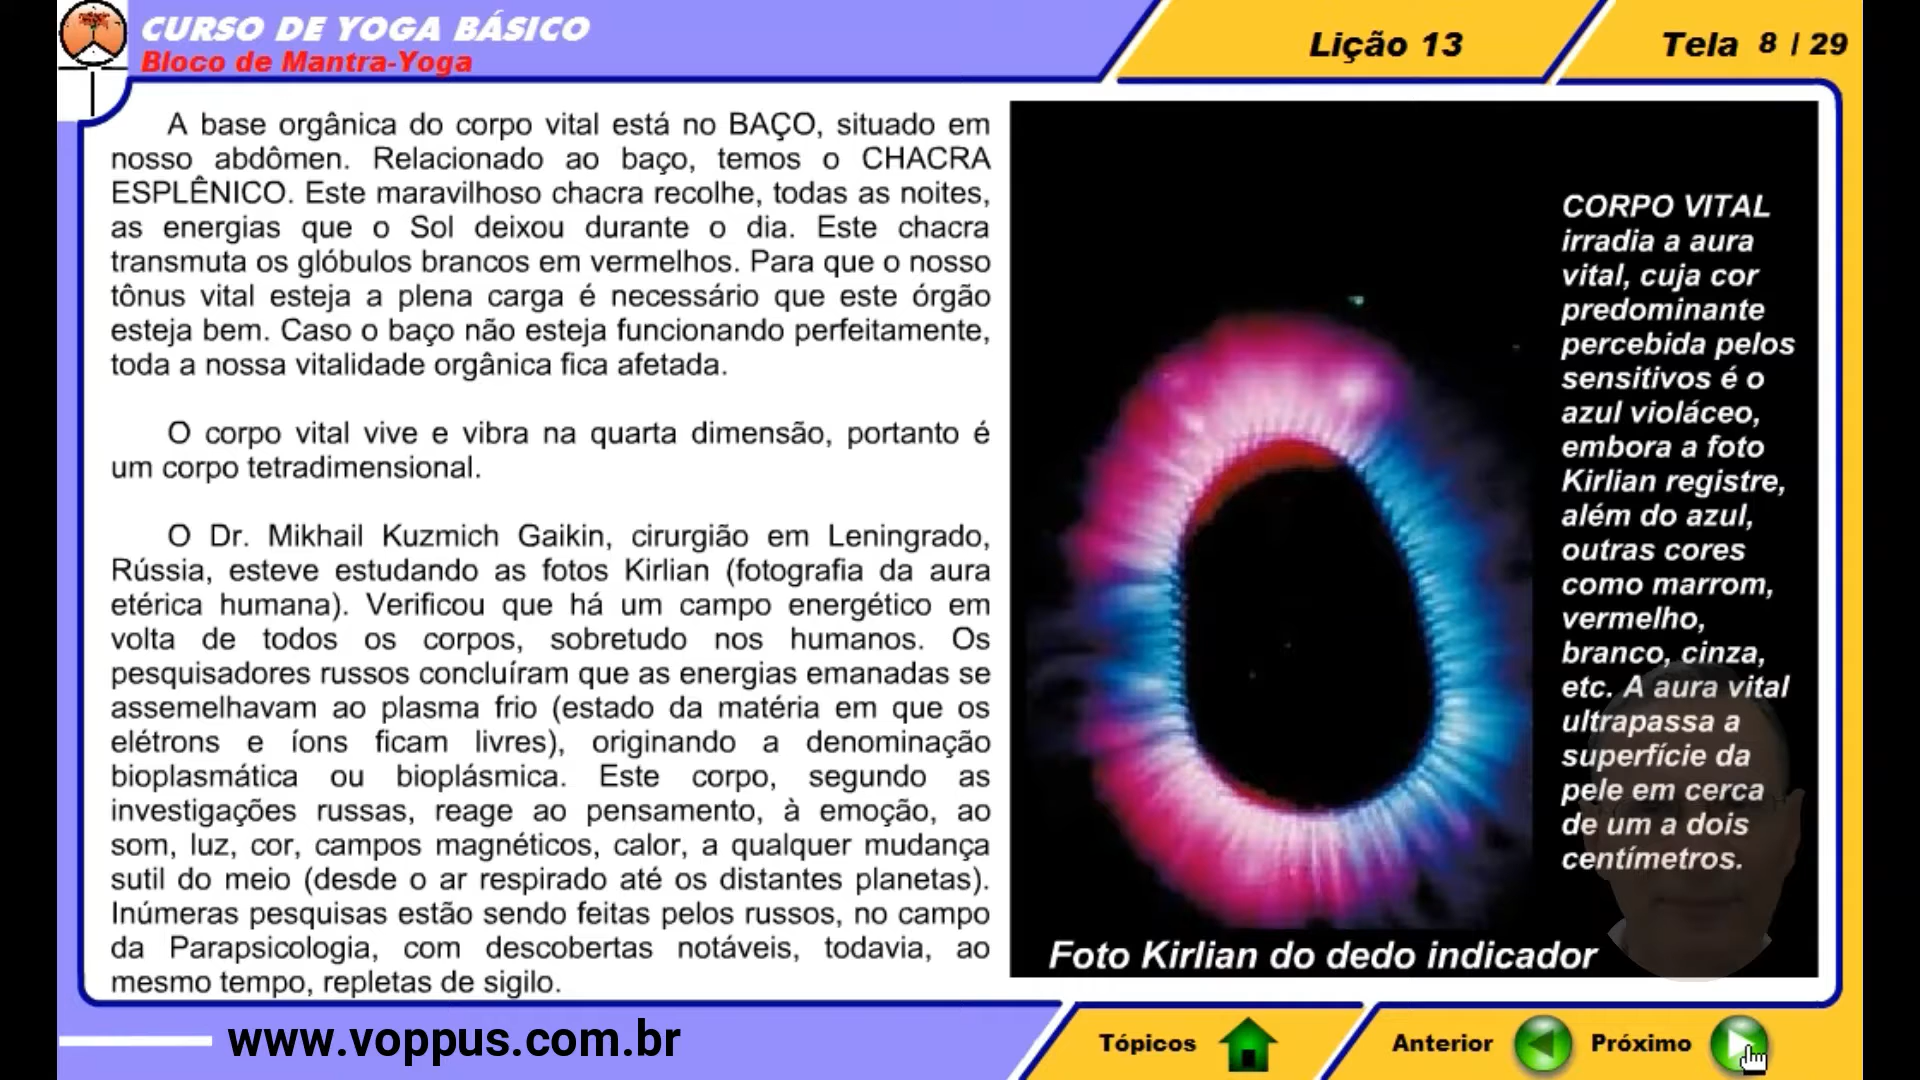 CURSO DE YOGA BÁSICO
Bloco de Mantra-Yoga
Lição 13
Tela 8 / 29
A base orgânica do corpo vital está no BAÇO, situado em
nosso abdômen. Relacionado ao baço, temos o CHACRA
ESPLÊNICO. Este maravilhoso chacra recolhe, todas as noites,
as energias que o Sol deixou durante o dia. Este chacra
transmuta os glóbulos brancos em vermelhos. Para que o nosso
tônus vital esteja a plena carga é necessário que este órgão
esteja bem. Caso o baço não esteja funcionando perfeitamente,
toda a nossa vitalidade orgânica fica afetada.
O corpo vital vive e vibra na quarta dimensão, portanto é
um corpo tetradimensional.
O Dr. Mikhail Kuzmich Gaikin, cirurgião em Leningrado,
Rússia, esteve estudando as fotos Kirlian (fotografia da aura
etérica humana). Verificou que há um campo energético em
volta de todos os corpos, sobretudo nos humanos. Os
pesquisadores russos concluíram que as energias emanadas se
assemelhavam ao plasma frio (estado da matéria em que os
elétrons e íons ficam livres), originando a denominação
bioplasmática ou bioplásmica. Este corpo, segundo as
investigações russas, reage ao pensamento, à emoção, ao
som, luz, cor, campos magnéticos, calor, a qualquer mudança
sutil do meio (desde o ar respirado até os distantes planetas).
Inúmeras pesquisas estão sendo feitas pelos russos, no campo
da Parapsicologia, com descobertas notáveis, todavia, ao
mesmo tempo, repletas de sigilo.
CORPO VITAL
irradia a aura
vital, cuja cor
predominante
percebida pelos
sensitivos é o
azul violáceo,
embora a foto
Kirlian registre,
além do azul,
outras cores
como marrom,
vermelho,
branco, cinza,
etc. A aura vital
ultrapassa a
superfície da
pele em cerca
de um a dois
centímetros.
Foto Kirlian do dedo indicador
www.voppus.com.br
Tópicos
Anterior
Próximo